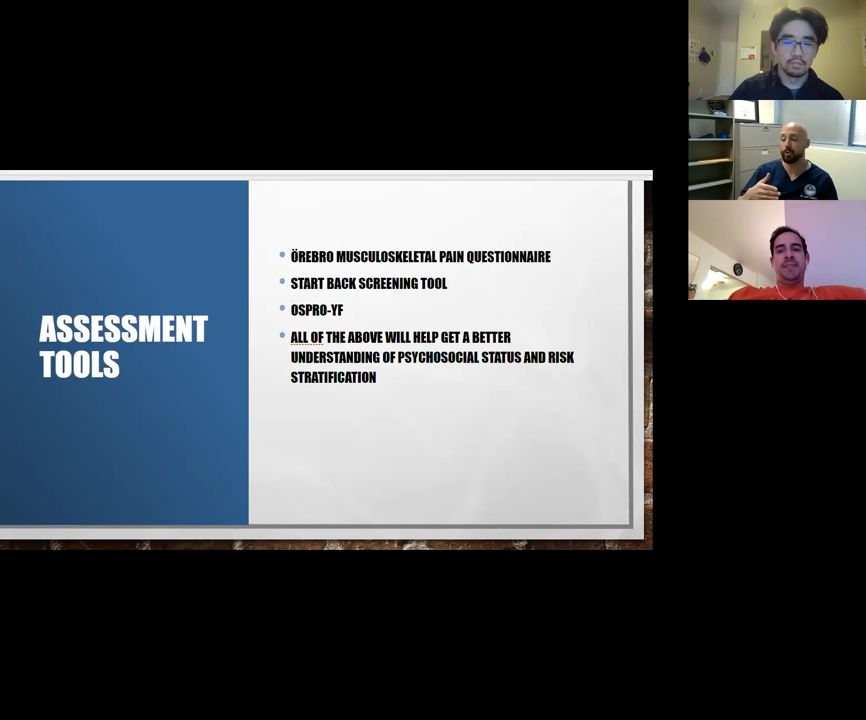 ASSESSMENT
TOOLS
ÖREBRO MUSCULOSKELETAL PAIN QUESTIONNAIRE
START BACK SCREENING TOOL
OSPRO-YF
ALL OF THE ABOVE WILL HELP GET A BETTER
UNDERSTANDING OF PSYCHOSOCIAL STATUS AND RISK
STRATIFICATION